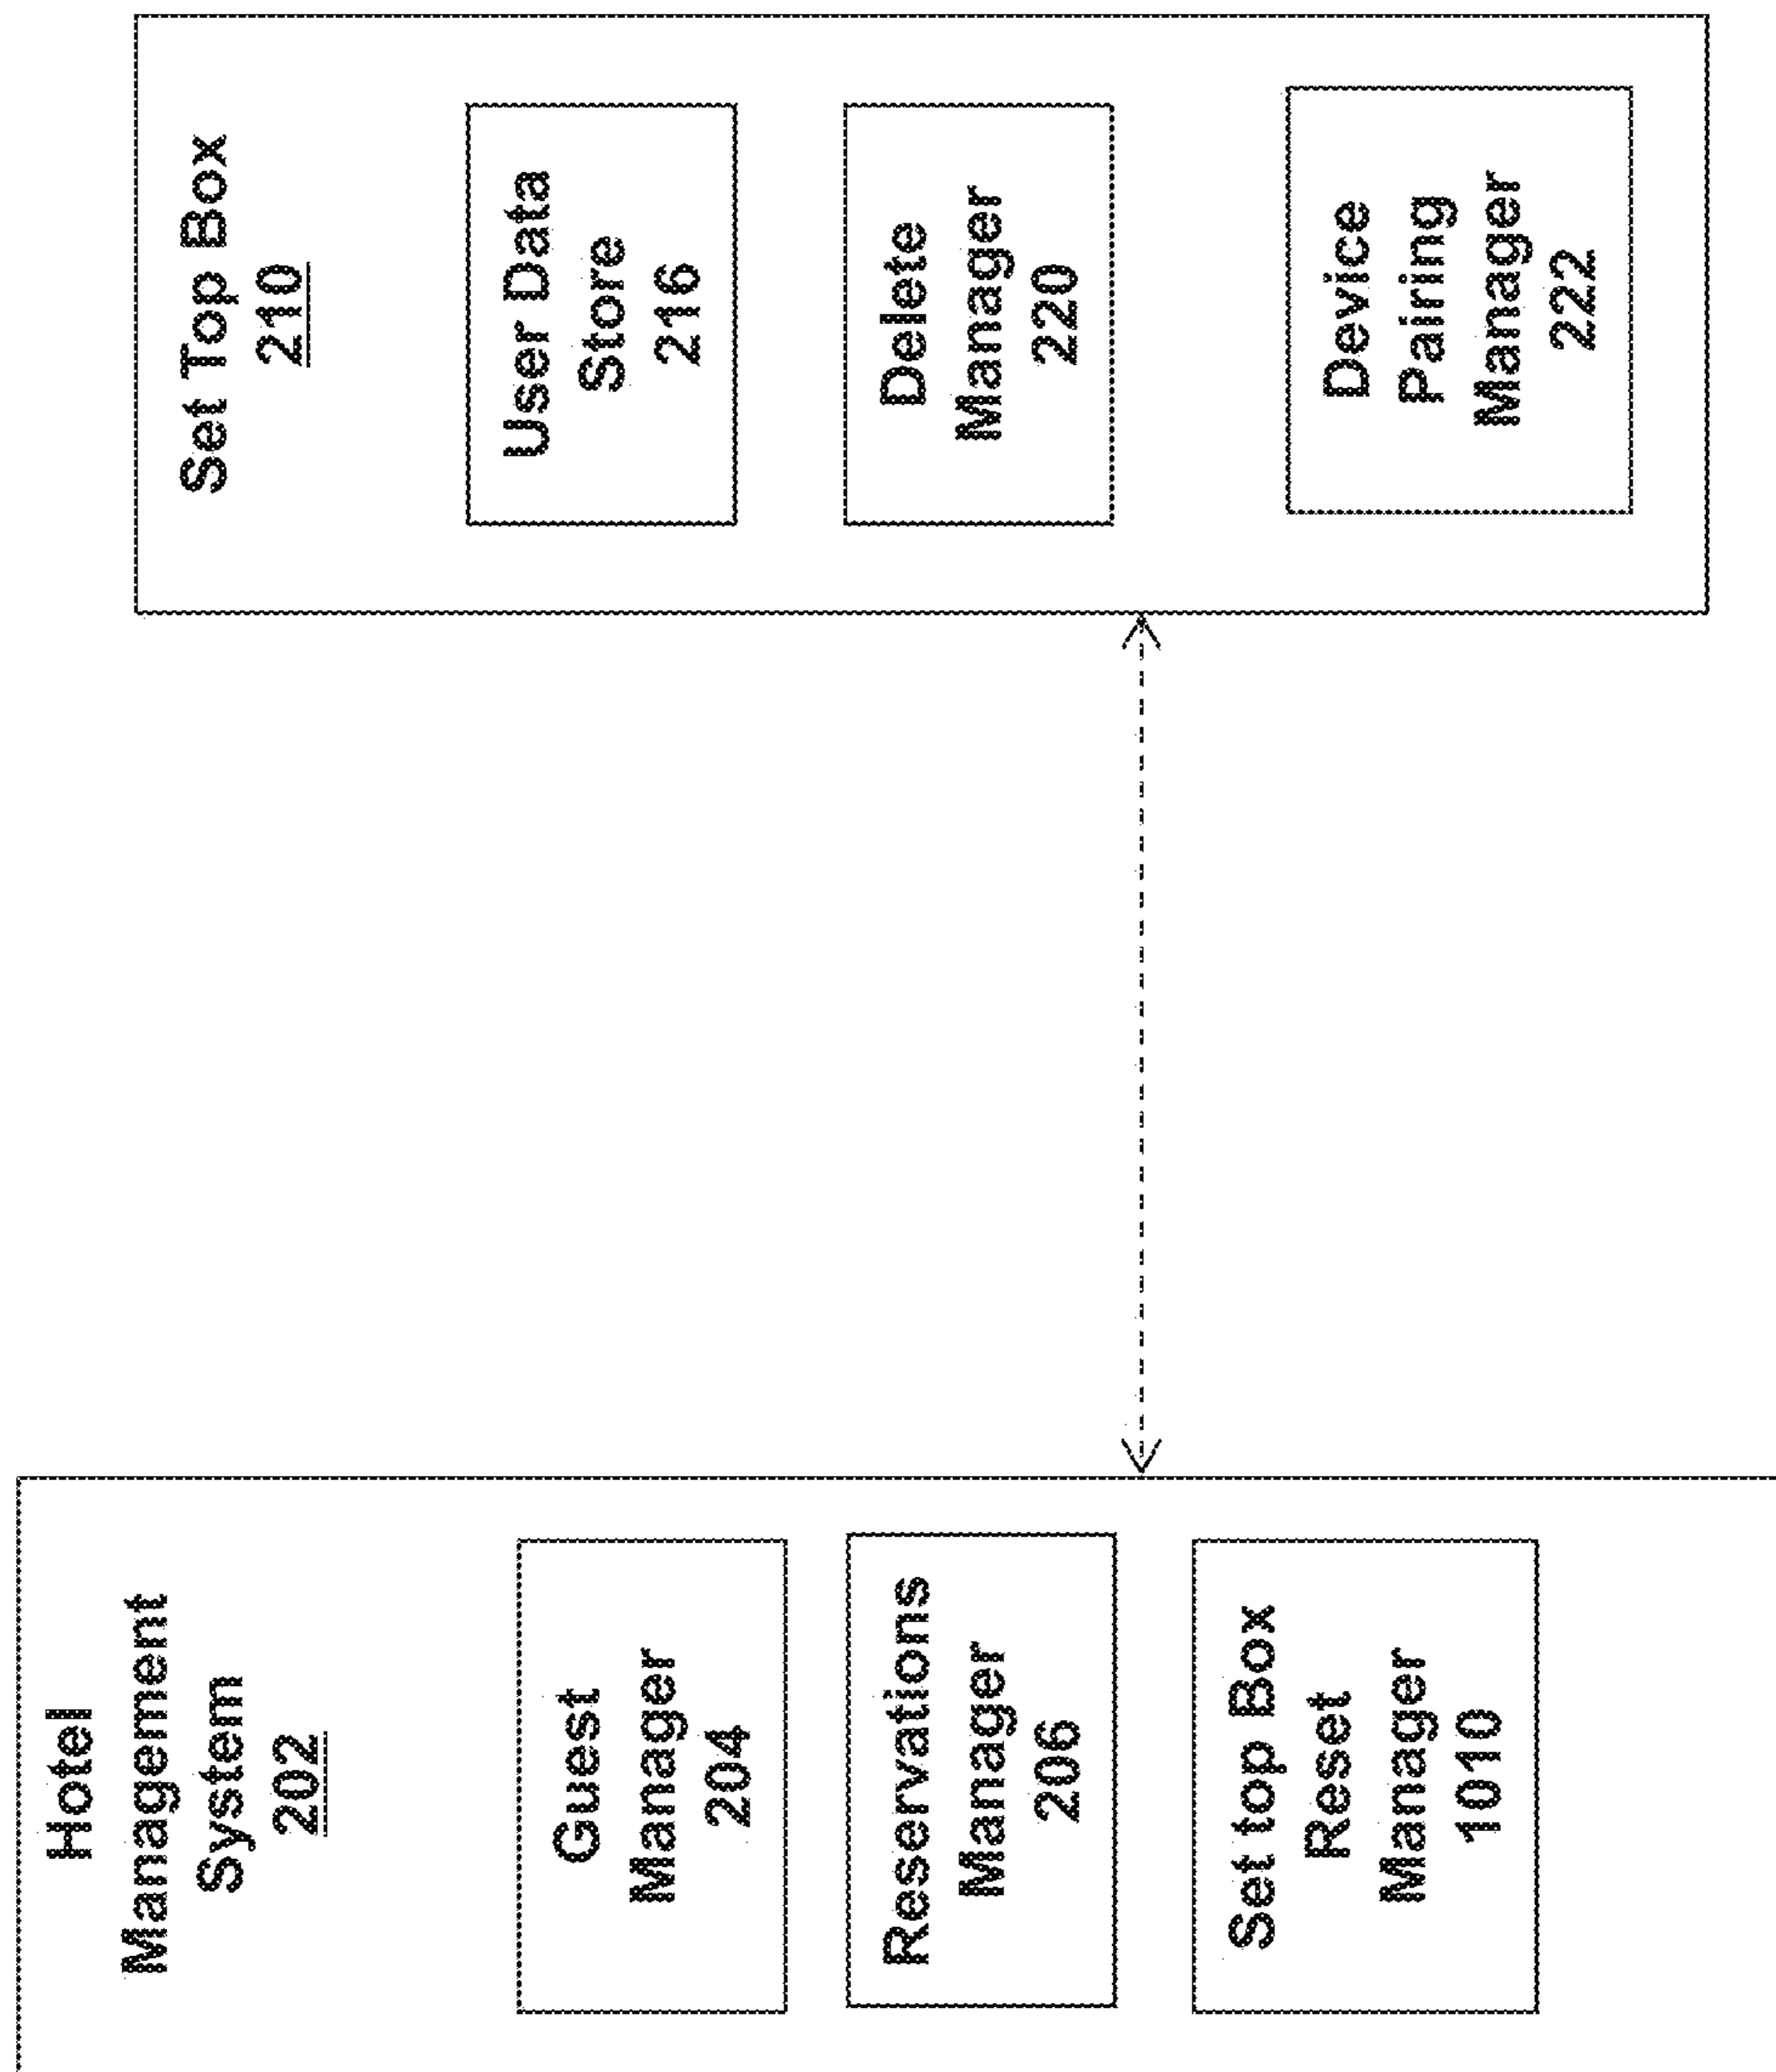 Hotel
Management
System
202
Guest
Manager
204
Reservations
Manager
206
Set top Box
Reset
Manager
1010
Set Top Box
210
User Data
Store
216
Delete
Manager
220
Device
Pairing
Manager
222